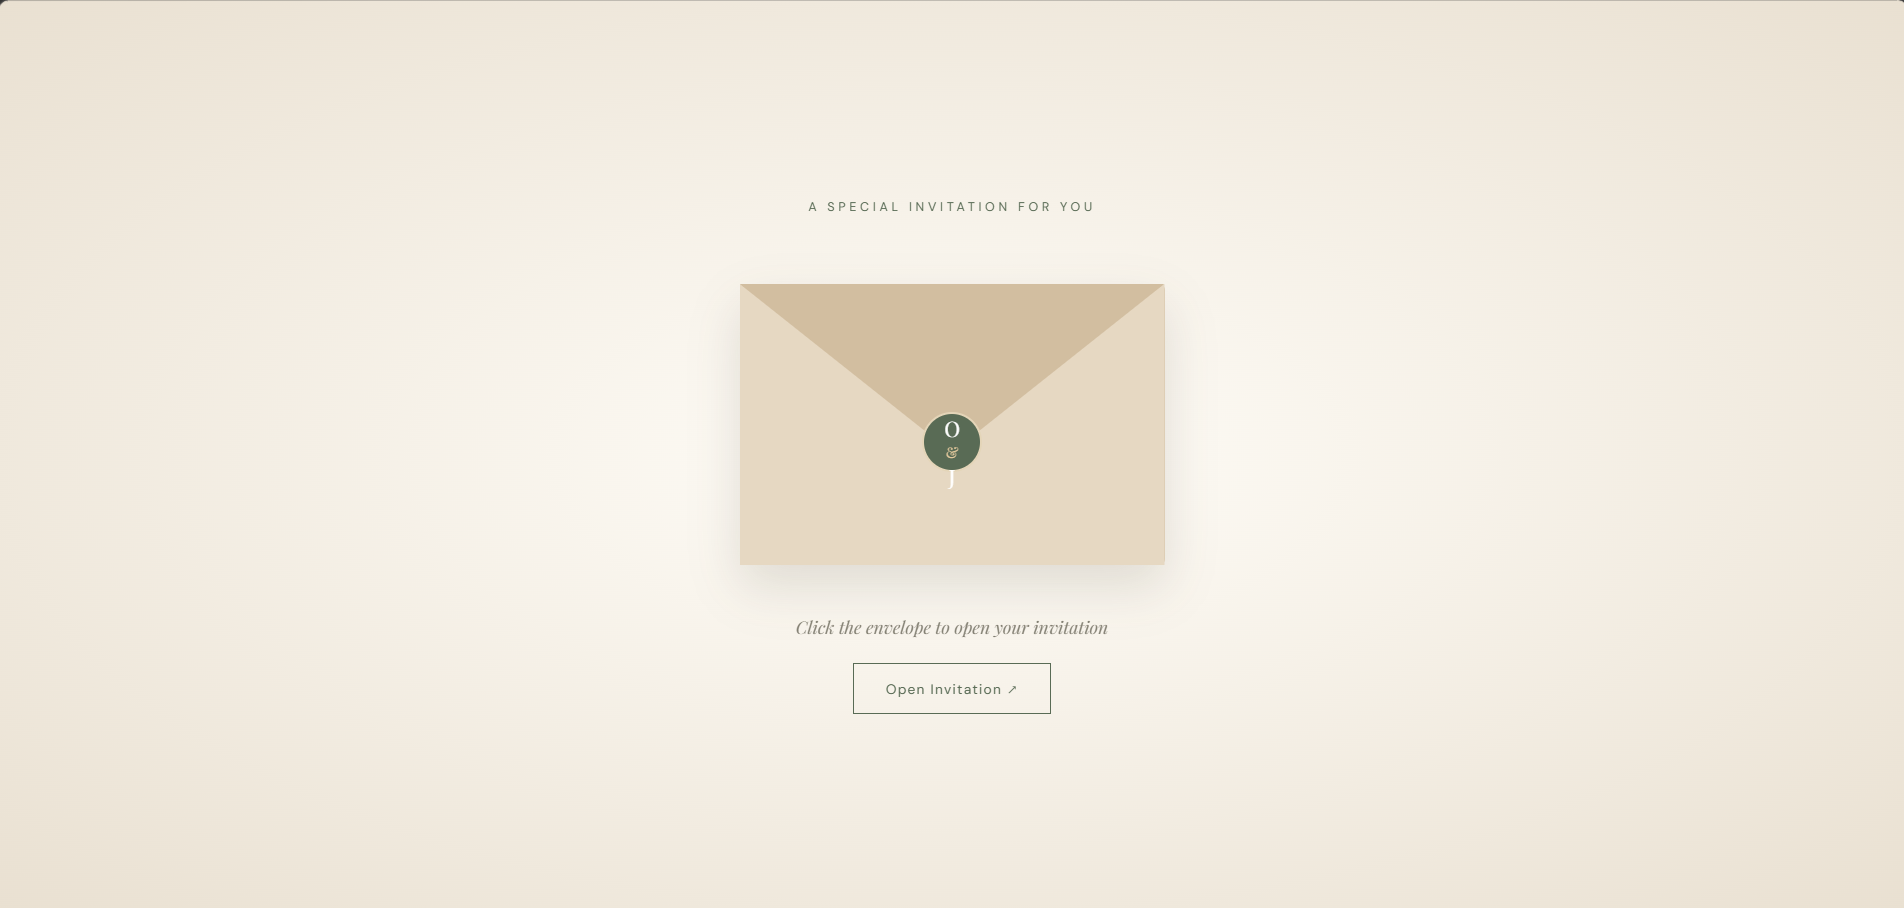 A SPECIAL INVITATION FOR YOU
O
&
J
Click the envelope to open your invitation
Open Invitation ↗